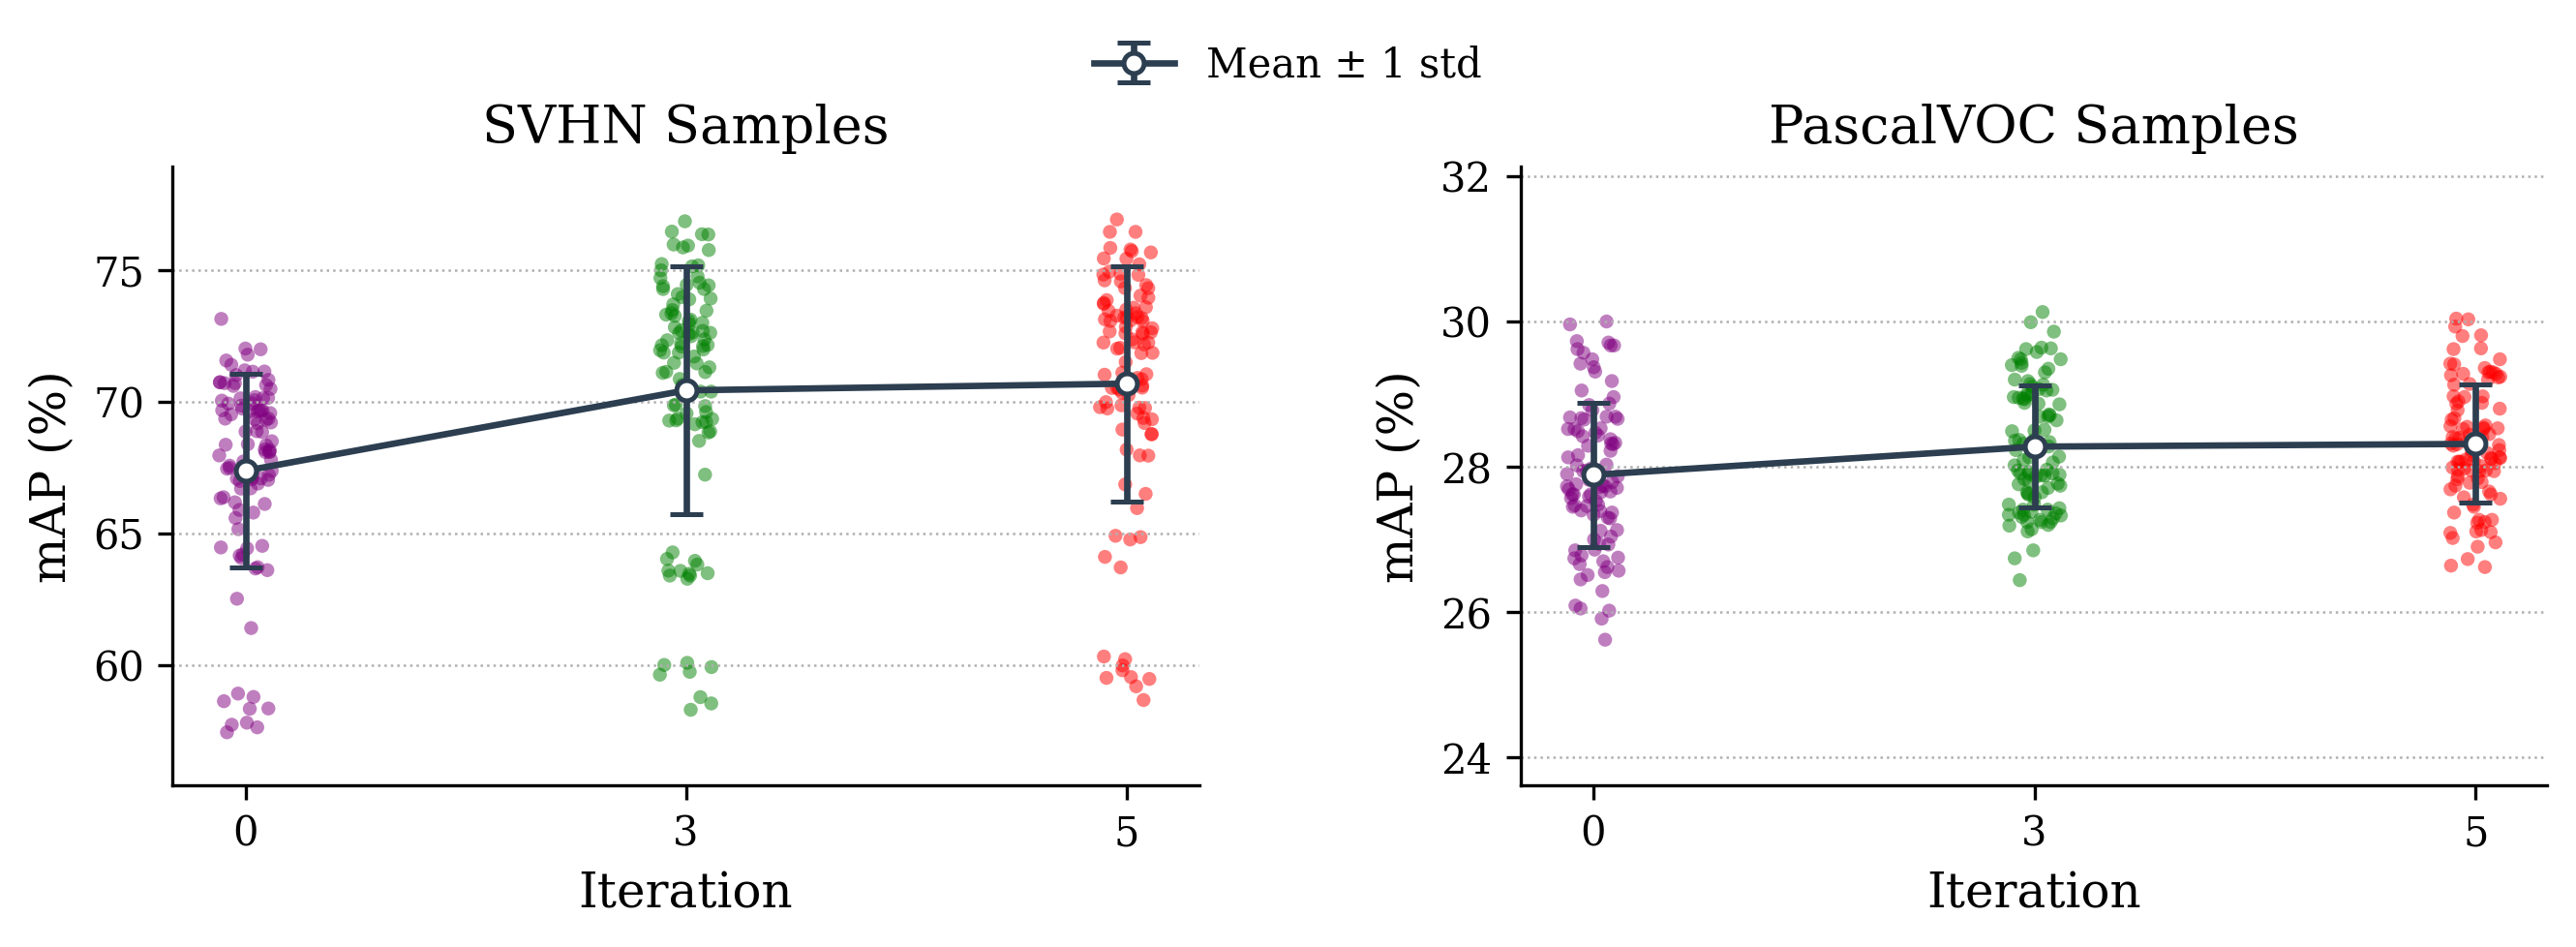 Mean ± 1 std
SVHN Samples
mAP (%)
75
70
65
60
0
3
5
Iteration
PascalVOC Samples
mAP (%)
32
30
28
26
24
0
3
5
Iteration